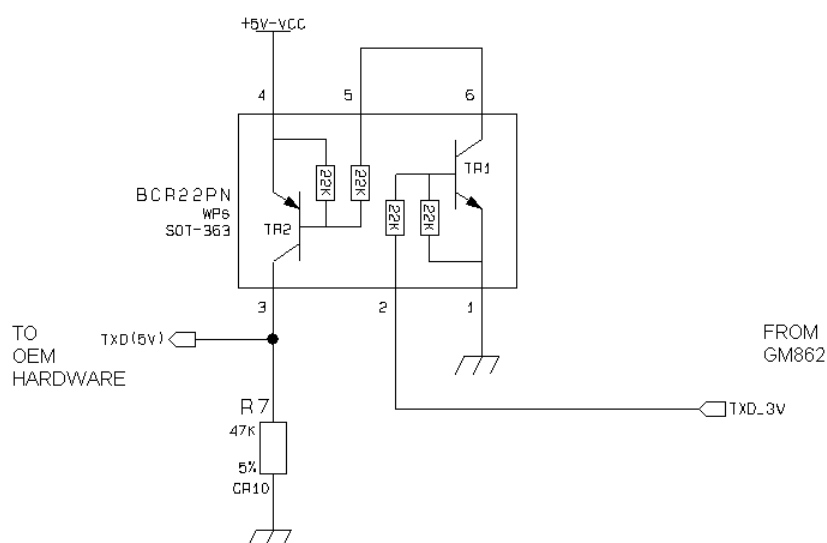 +5V-VCC
4
5
6
TR1
22K
22K
22K
22K
BCR22PN
WPs
SOT-363
TR2
3
2
1
TO
OEM
HARDWARE
TXD(5V)
FROM
GM862
R7
47K
5%
CR10
TXD_3V